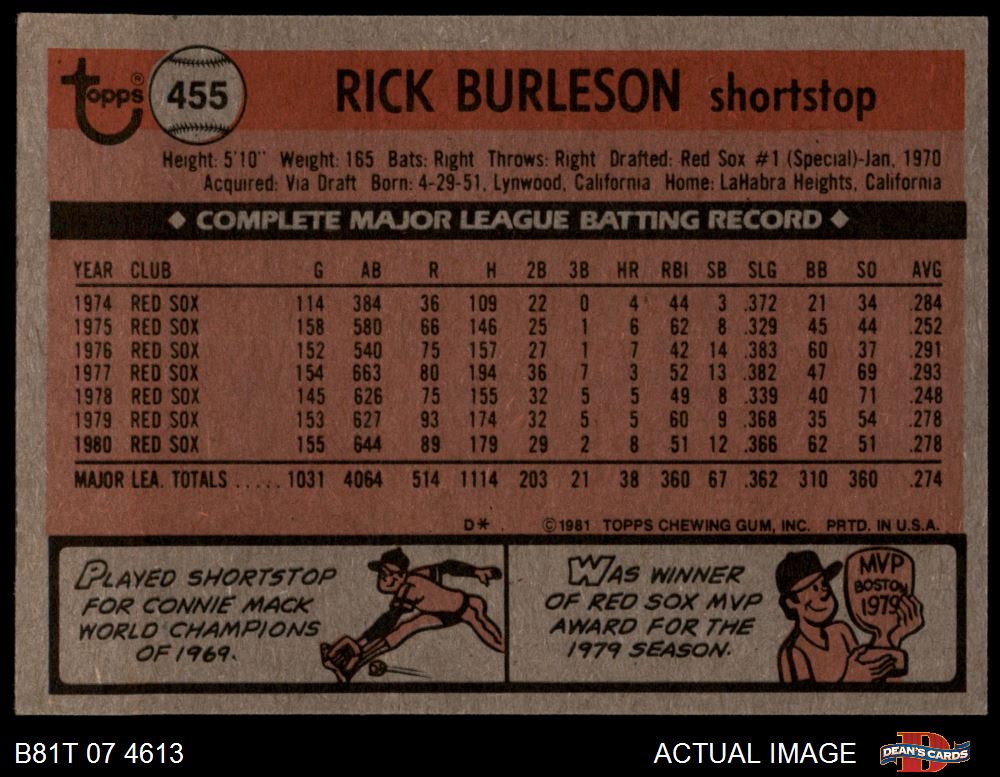 topps® 455 RICK BURLESON shortstop
Height: 5'10" Weight: 165 Bats: Right Throws: Right Drafted: Red Sox #1 (Special)-Jan, 1970
Acquired: Via Draft Born: 4-29-51, Lynwood, California Home: LaHabra Heights, California
◆ COMPLETE MAJOR LEAGUE BATTING RECORD ◆
YEAR CLUB G AB R H 2B 3B HR RBI SB SLG BB SO AVG
1974 RED SOX 114 384 36 109 22 0 4 44 3 .372 21 34 .284
1975 RED SOX 158 580 66 146 25 1 6 62 8 .329 45 44 .252
1976 RED SOX 152 540 75 157 27 1 7 42 14 .383 60 37 .291
1977 RED SOX 154 663 80 194 36 7 3 52 13 .382 47 69 .293
1978 RED SOX 145 626 75 155 32 5 5 49 8 .339 40 71 .248
1979 RED SOX 153 627 93 174 32 5 5 60 9 .368 35 54 .278
1980 RED SOX 155 644 89 179 29 2 8 51 12 .366 62 51 .278
MAJOR LEA. TOTALS ..... 1031 4064 514 1114 203 21 38 360 67 .362 310 360 .274
D* ©1981 TOPPS CHEWING GUM, INC. PRTD. IN U.S.A.
PLAYED SHORTSTOP
FOR CONNIE MACK
WORLD CHAMPIONS
OF 1969.
WAS WINNER
OF RED SOX MVP
AWARD FOR THE
1979 SEASON.
MVP
BOSTON
1979
B81T 07 4613 ACTUAL IMAGE DEAN'S CARDS